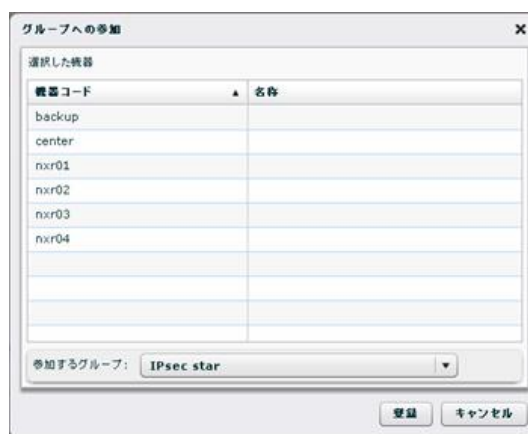 グループへの参加
選択した機器
機器コード 名称
backup
center
nxr01
nxr02
nxr03
nxr04
参加するグループ: IPsec star
登録 キャンセル